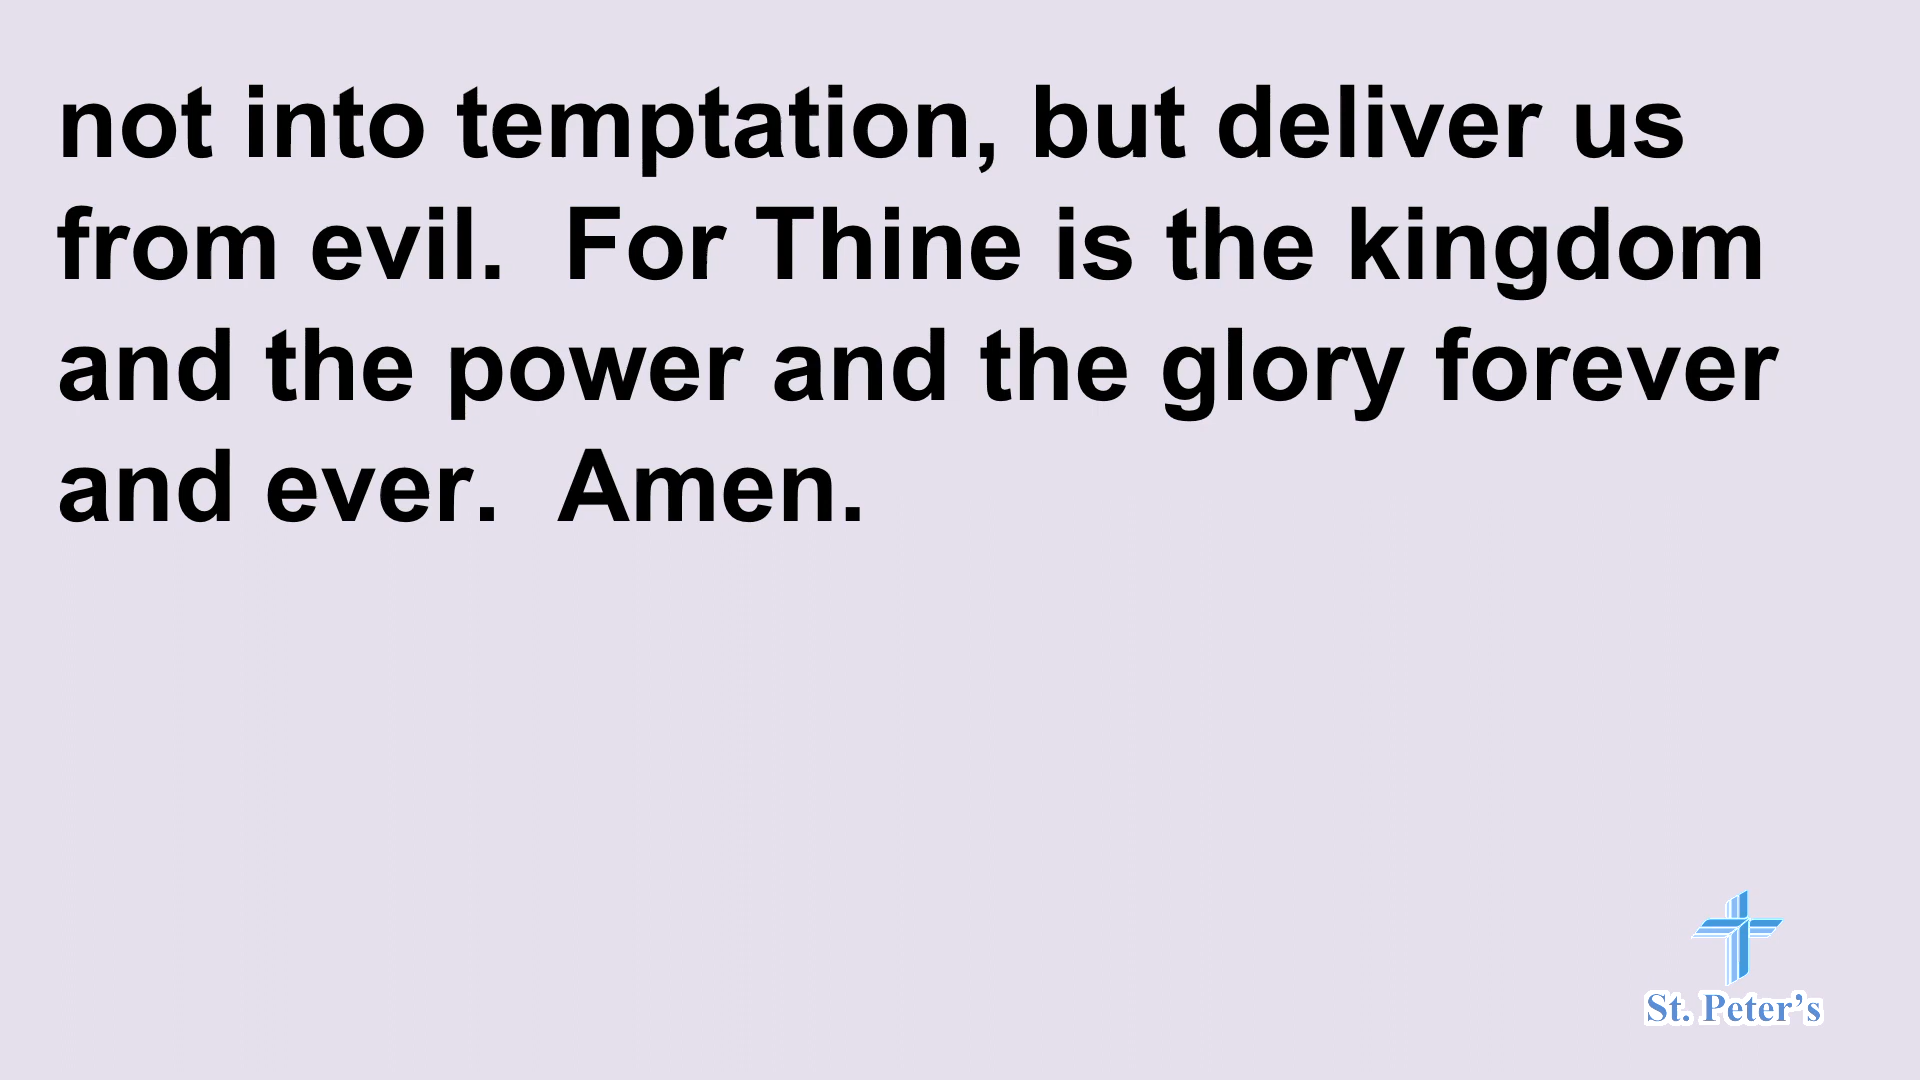 not into temptation, but deliver us
from evil.  For Thine is the kingdom
and the power and the glory forever
and ever.  Amen.
St. Peter’s